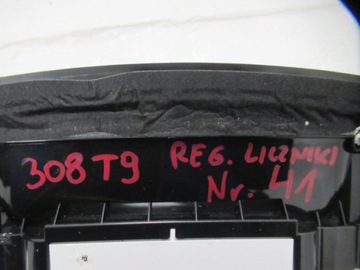 308 T9 REG. LICZNIKI
Nr. 41